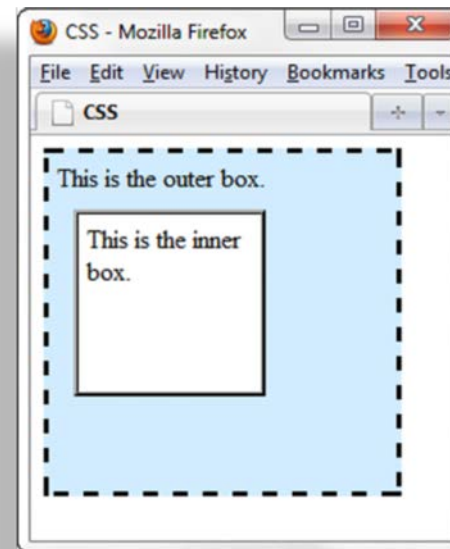 CSS - Mozilla Firefox
File Edit View History Bookmarks Tools
CSS
This is the outer box.
This is the inner
box.